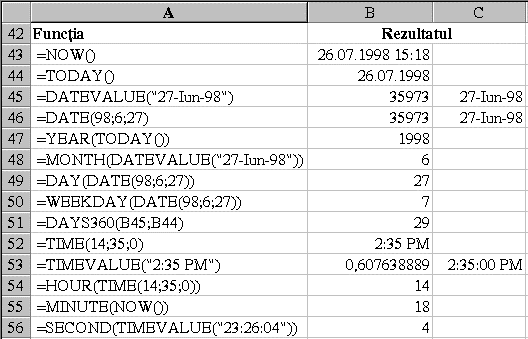 A B C
42 Funcţia Rezultatul
43 =NOW() 26.07.1998 15:18
44 =TODAY() 26.07.1998
45 =DATEVALUE("27-Iun-98") 35973 27-Iun-98
46 =DATE(98;6;27) 35973 27-Iun-98
47 =YEAR(TODAY()) 1998
48 =MONTH(DATEVALUE("27-Iun-98")) 6
49 =DAY(DATE(98;6;27)) 27
50 =WEEKDAY(DATE(98;6;27)) 7
51 =DAYS360(B45;B44) 29
52 =TIME(14;35;0) 2:35 PM
53 =TIMEVALUE("2:35 PM") 0,607638889 2:35:00 PM
54 =HOUR(TIME(14;35;0)) 14
55 =MINUTE(NOW()) 18
56 =SECOND(TIMEVALUE("23:26:04")) 4